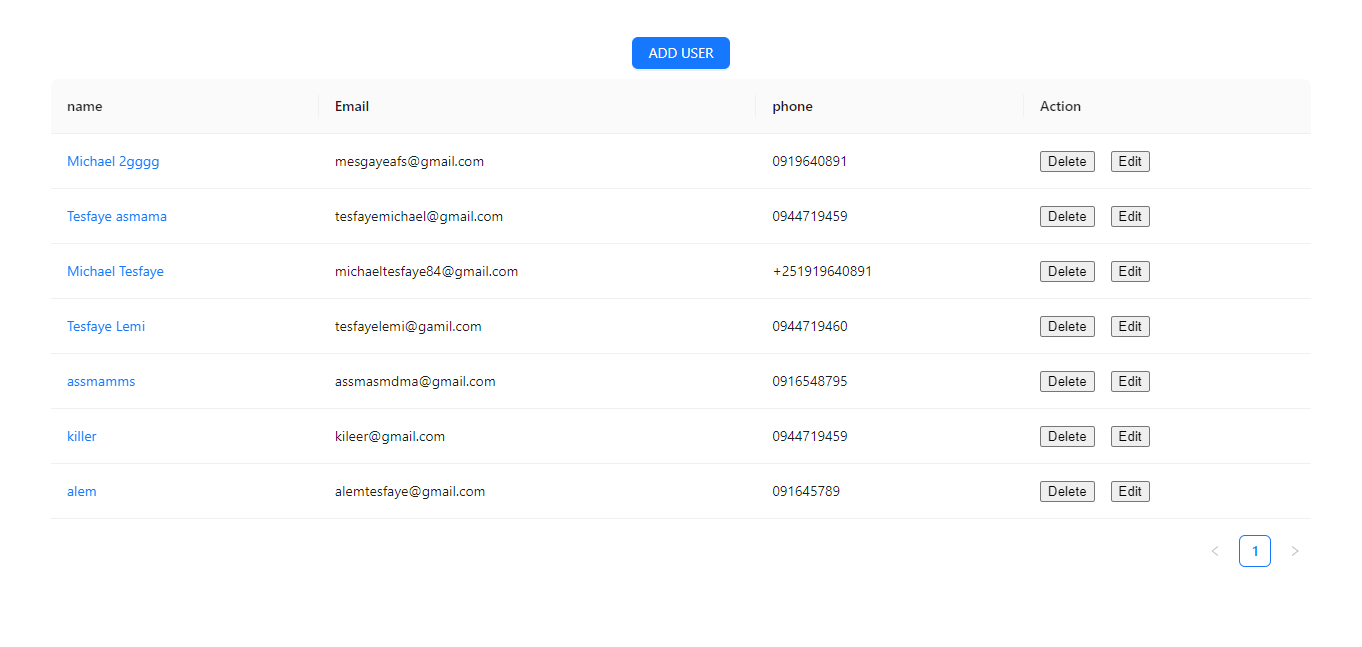 ADD USER
name Email phone Action
Michael 2gggg mesgayeafs@gmail.com 0919640891 Delete Edit
Tesfaye asmama tesfayemichael@gmail.com 0944719459 Delete Edit
Michael Tesfaye michaeltesfaye84@gmail.com +251919640891 Delete Edit
Tesfaye Lemi tesfayelemi@gamil.com 0944719460 Delete Edit
assmamms assmasmdma@gmail.com 0916548795 Delete Edit
killer kileer@gmail.com 0944719459 Delete Edit
alem alemtesfaye@gmail.com 091645789 Delete Edit
< 1 >